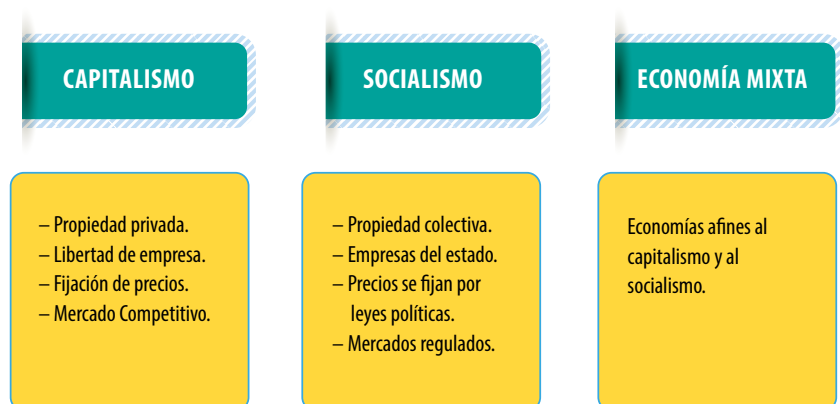 CAPITALISMO
– Propiedad privada.
– Libertad de empresa.
– Fijación de precios.
– Mercado Competitivo.
SOCIALISMO
– Propiedad colectiva.
– Empresas del estado.
– Precios se fijan por
leyes políticas.
– Mercados regulados.
ECONOMÍA MIXTA
Economías afines al
capitalismo y al
socialismo.